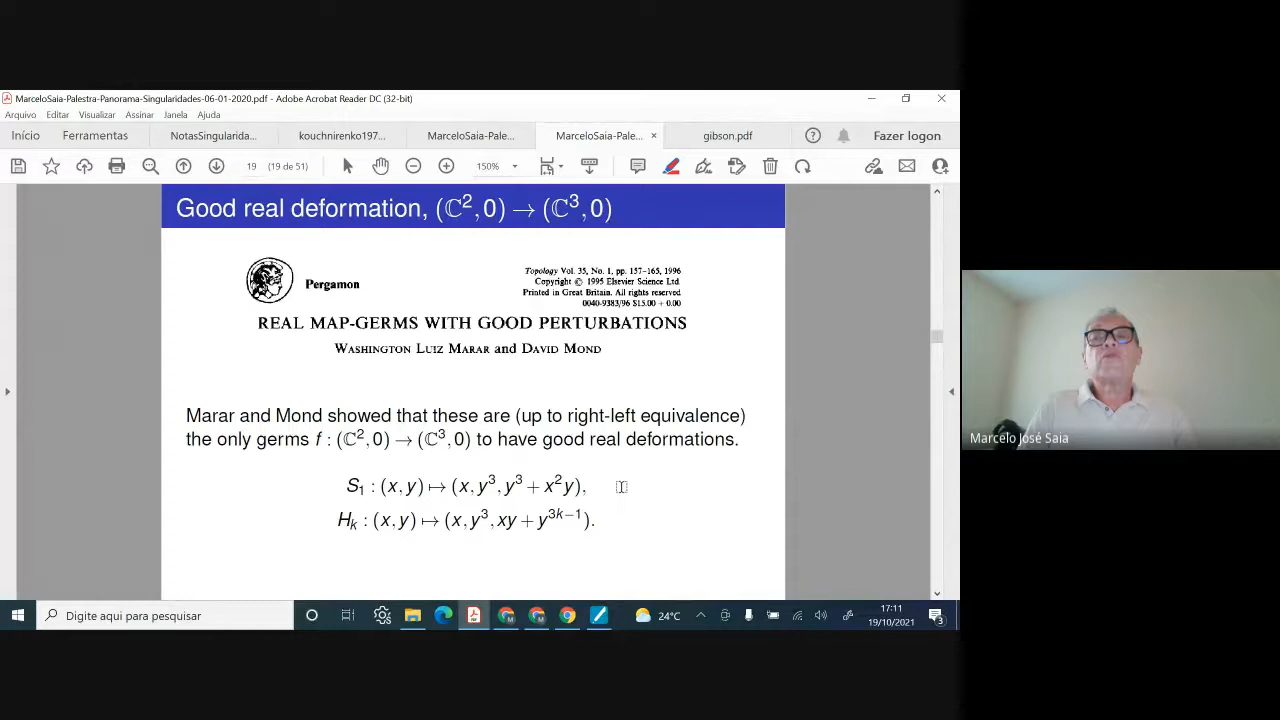 MarceloSaia-Palestra-Panorama-Singularidades-06-01-2020.pdf - Adobe Acrobat Reader DC (32-bit)
Arquivo Editar Visualizar Assinar Janela Ajuda
Início Ferramentas NotasSingularida... kouchnirenko197... MarceloSaia-Pale... MarceloSaia-Pale... × gibson.pdf Fazer logon
19 (19 de 51) 150%
Good real deformation, (ℂ², 0) → (ℂ³, 0)
Pergamon
Topology Vol. 35, No. 1, pp. 157–165, 1996
Copyright © 1995 Elsevier Science Ltd
Printed in Great Britain. All rights reserved
0040-9383/96 $15.00 + 0.00
REAL MAP-GERMS WITH GOOD PERTURBATIONS
WASHINGTON LUIZ MARAR and DAVID MOND
Marar and Mond showed that these are (up to right-left equivalence)
the only germs f : (ℂ², 0) → (ℂ³, 0) to have good real deformations.
S₁ : (x, y) ↦ (x, y³, y³ + x²y),
Hₖ : (x, y) ↦ (x, y³, xy + y³ᵏ⁻¹).
Marcelo José Saia
Digite aqui para pesquisar
24°C
17:11
19/10/2021
3